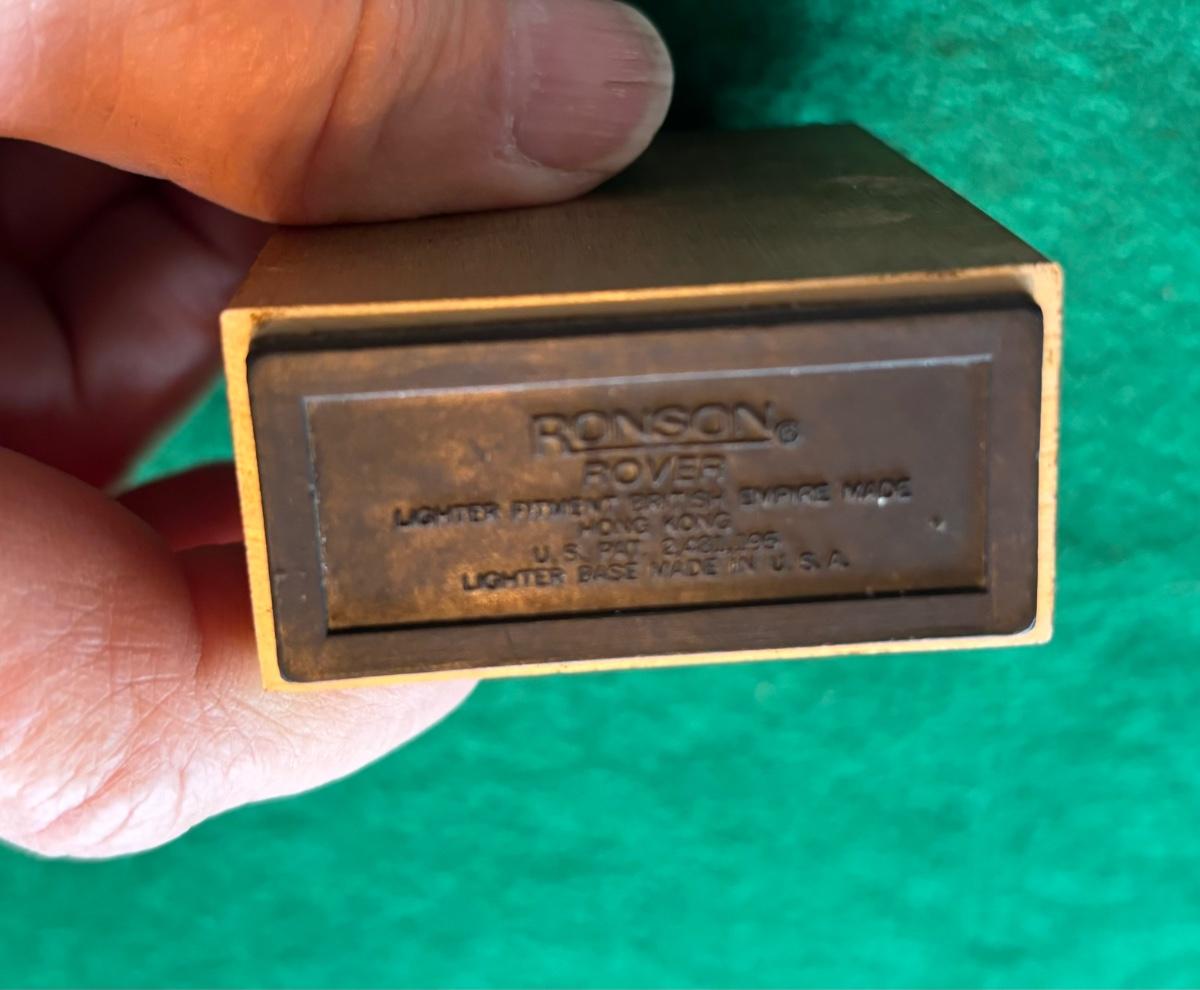 RONSON®
ROVER
LIGHTER FITMENT BRITISH EMPIRE MADE
HONG KONG
U. S. PAT.
LIGHTER BASE MADE IN U. S. A.